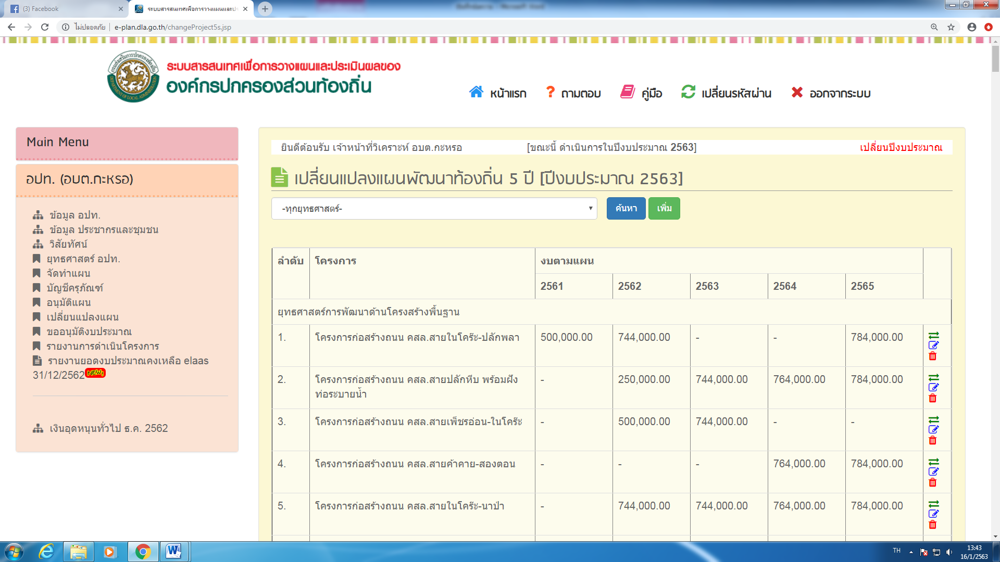 (3) Facebook
ระบบสารสนเทศเพื่อการวางแผนและปร
ไม่ปลอดภัย
e-plan.dla.go.th/changeProject5s.jsp
ระบบสารสนเทศเพื่อการวางแผนและประเมินผลของ
องค์กรปกครองส่วนท้องถิ่น
DEPARTMENT OF LOCAL ADMINISTRATION
หน้าแรก
ถามตอบ
คู่มือ
เปลี่ยนรหัสผ่าน
ออกจากระบบ
Main Menu
อปท. (อบต.กะหรอ)
ข้อมูล อปท.
ข้อมูล ประชากรและชุมชน
วิสัยทัศน์
ยุทธศาสตร์ อปท.
จัดทำแผน
บัญชีครุภัณฑ์
อนุมัติแผน
เปลี่ยนแปลงแผน
ขออนุมัติงบประมาณ
รายงานการดำเนินโครงการ
รายงานยอดงบประมาณคงเหลือ elaas
31/12/2562 NEW!
เงินอุดหนุนทั่วไป ธ.ค. 2562
ยินดีต้อนรับ เจ้าหน้าที่วิเคราะห์ อบต.กะหรอ [ขณะนี้ ดำเนินการในปีงบประมาณ 2563] เปลี่ยนปีงบประมาณ
เปลี่ยนแปลงแผนพัฒนาท้องถิ่น 5 ปี [ปีงบประมาณ 2563]
-ทุกยุทธศาสตร์- ค้นหา เพิ่ม
ลำดับ โครงการ งบตามแผน
2561 2562 2563 2564 2565
ยุทธศาสตร์การพัฒนาด้านโครงสร้างพื้นฐาน
1. โครงการก่อสร้างถนน คสล.สายในโคร๊ะ-ปลักพลา 500,000.00 744,000.00 - - 784,000.00
2. โครงการก่อสร้างถนน คสล.สายปลักหีบ พร้อมฝัง - 250,000.00 744,000.00 764,000.00 784,000.00
ท่อระบายน้ำ
3. โครงการก่อสร้างถนน คสล.สายเพ็ชรอ่อน-ในโคร๊ะ - 500,000.00 744,000.00 - -
4. โครงการก่อสร้างถนน คสล.สายค้าคาย-สองตอน - - - 764,000.00 784,000.00
5. โครงการก่อสร้างถนน คสล.สายในโคร๊ะ-นาป่า - 744,000.00 744,000.00 764,000.00 784,000.00
TH
13:43
16/1/2563